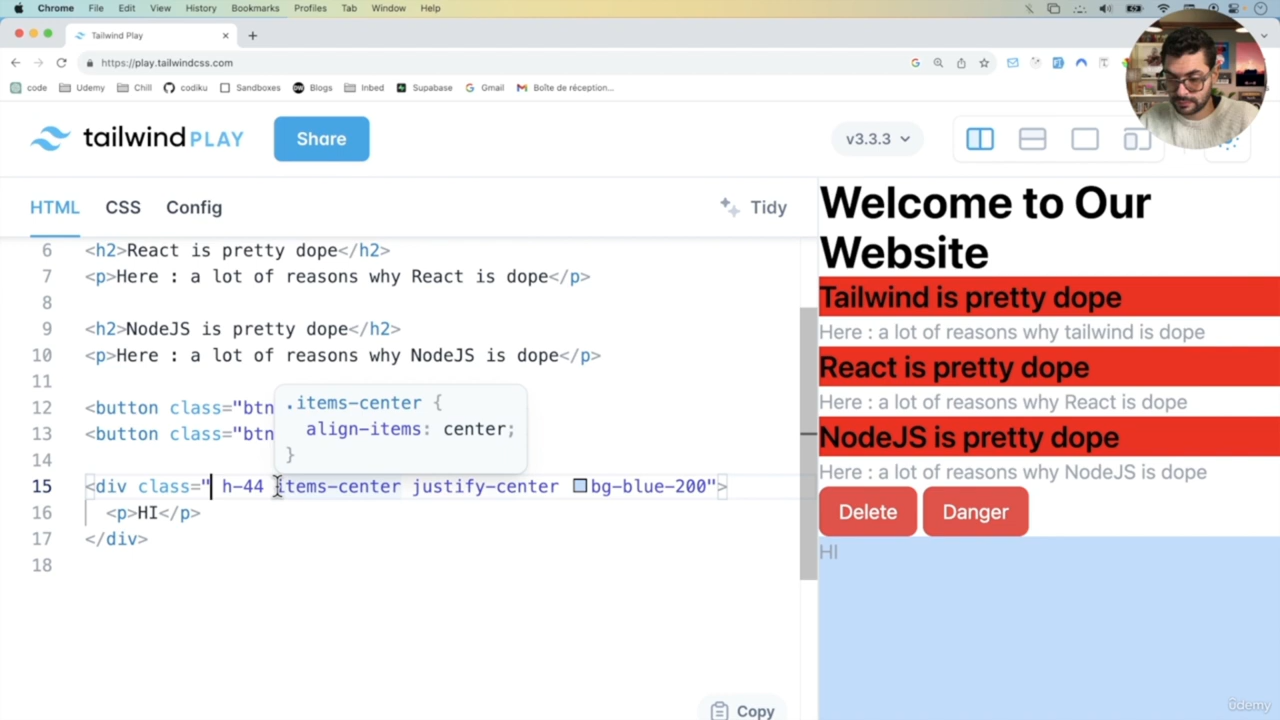 Chrome File Edit View History Bookmarks Profiles Tab Window Help
Tailwind Play
https://play.tailwindcss.com
code Udemy Chill codiku Sandboxes Blogs Inbed Supabase Gmail Boîte de réception...
tailwind PLAY Share v3.3.3
HTML CSS Config Tidy
6 <h2>React is pretty dope</h2>
7 <p>Here : a lot of reasons why React is dope</p>
8
9 <h2>NodeJS is pretty dope</h2>
10 <p>Here : a lot of reasons why NodeJS is dope</p>
11
12 <button class="btn
13 <button class="btn
.items-center {
align-items: center;
}
14
15 <div class=" h-44 items-center justify-center bg-blue-200">
16 <p>HI</p>
17 </div>
18
Copy
Welcome to Our
Website
Tailwind is pretty dope
Here : a lot of reasons why tailwind is dope
React is pretty dope
Here : a lot of reasons why React is dope
NodeJS is pretty dope
Here : a lot of reasons why NodeJS is dope
Delete Danger
HI
ûdemy